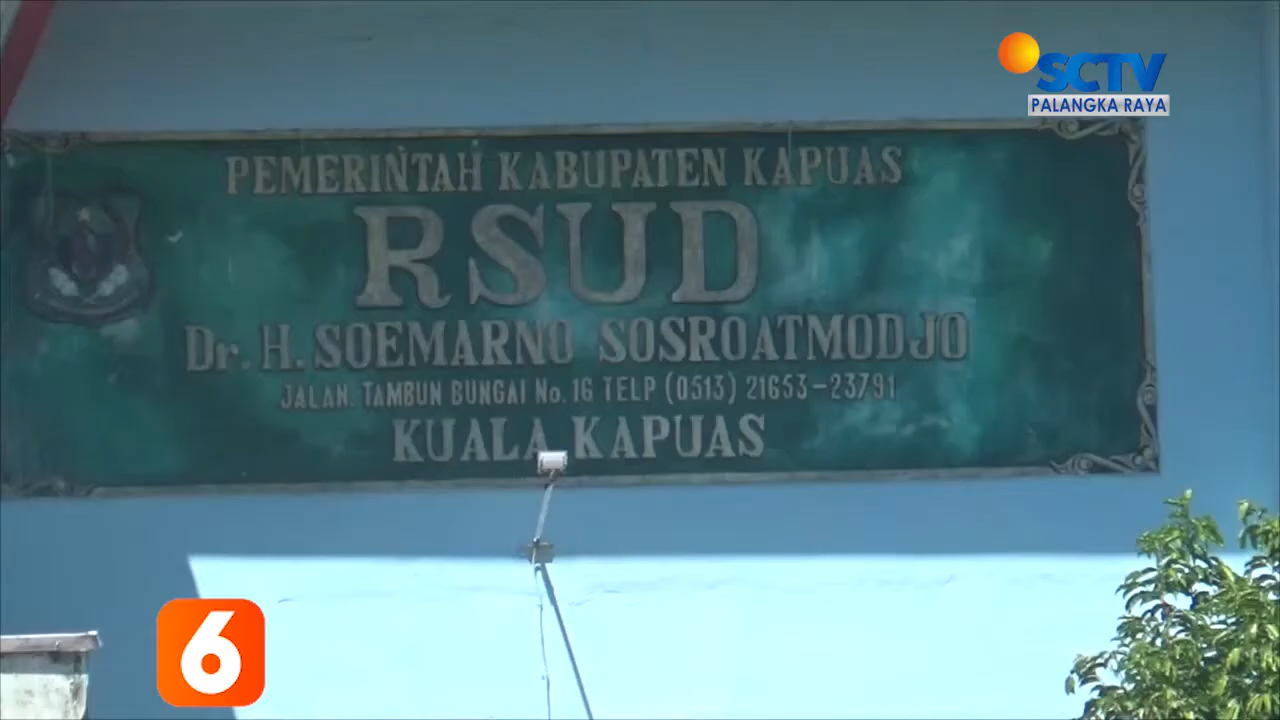 SCTV
PALANGKA RAYA
PEMERINTAH KABUPATEN KAPUAS
RSUD
Dr. H. SOEMARNO SOSROATMODJO
JALAN. TAMBUN BUNGAI No. 16 TELP (0513) 21653-23791
KUALA KAPUAS
6